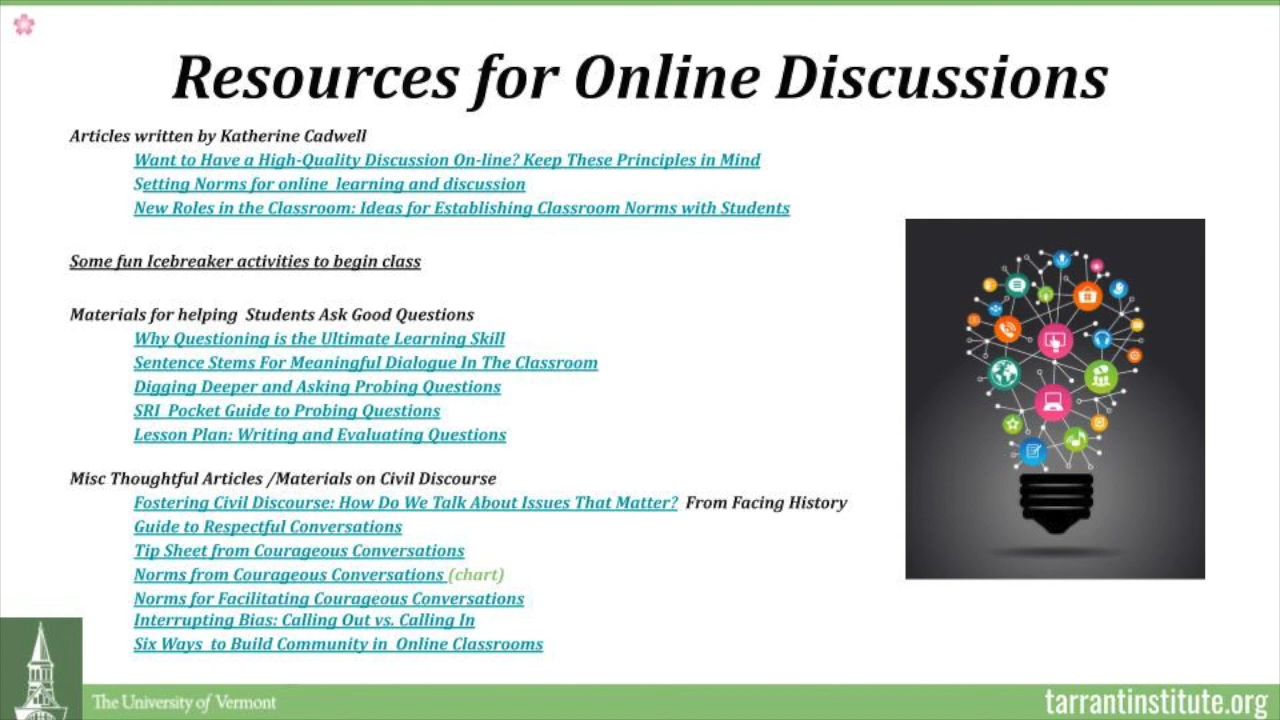 Resources for Online Discussions
Articles written by Katherine Cadwell
Want to Have a High-Quality Discussion On-line? Keep These Principles in Mind
Setting Norms for online learning and discussion
New Roles in the Classroom: Ideas for Establishing Classroom Norms with Students
Some fun Icebreaker activities to begin class
Materials for helping Students Ask Good Questions
Why Questioning is the Ultimate Learning Skill
Sentence Stems For Meaningful Dialogue In The Classroom
Digging Deeper and Asking Probing Questions
SRI Pocket Guide to Probing Questions
Lesson Plan: Writing and Evaluating Questions
Misc Thoughtful Articles /Materials on Civil Discourse
Fostering Civil Discourse: How Do We Talk About Issues That Matter? From Facing History
Guide to Respectful Conversations
Tip Sheet from Courageous Conversations
Norms from Courageous Conversations (chart)
Norms for Facilitating Courageous Conversations
Interrupting Bias: Calling Out vs. Calling In
Six Ways to Build Community in Online Classrooms
The University of Vermont
tarrantinstitute.org